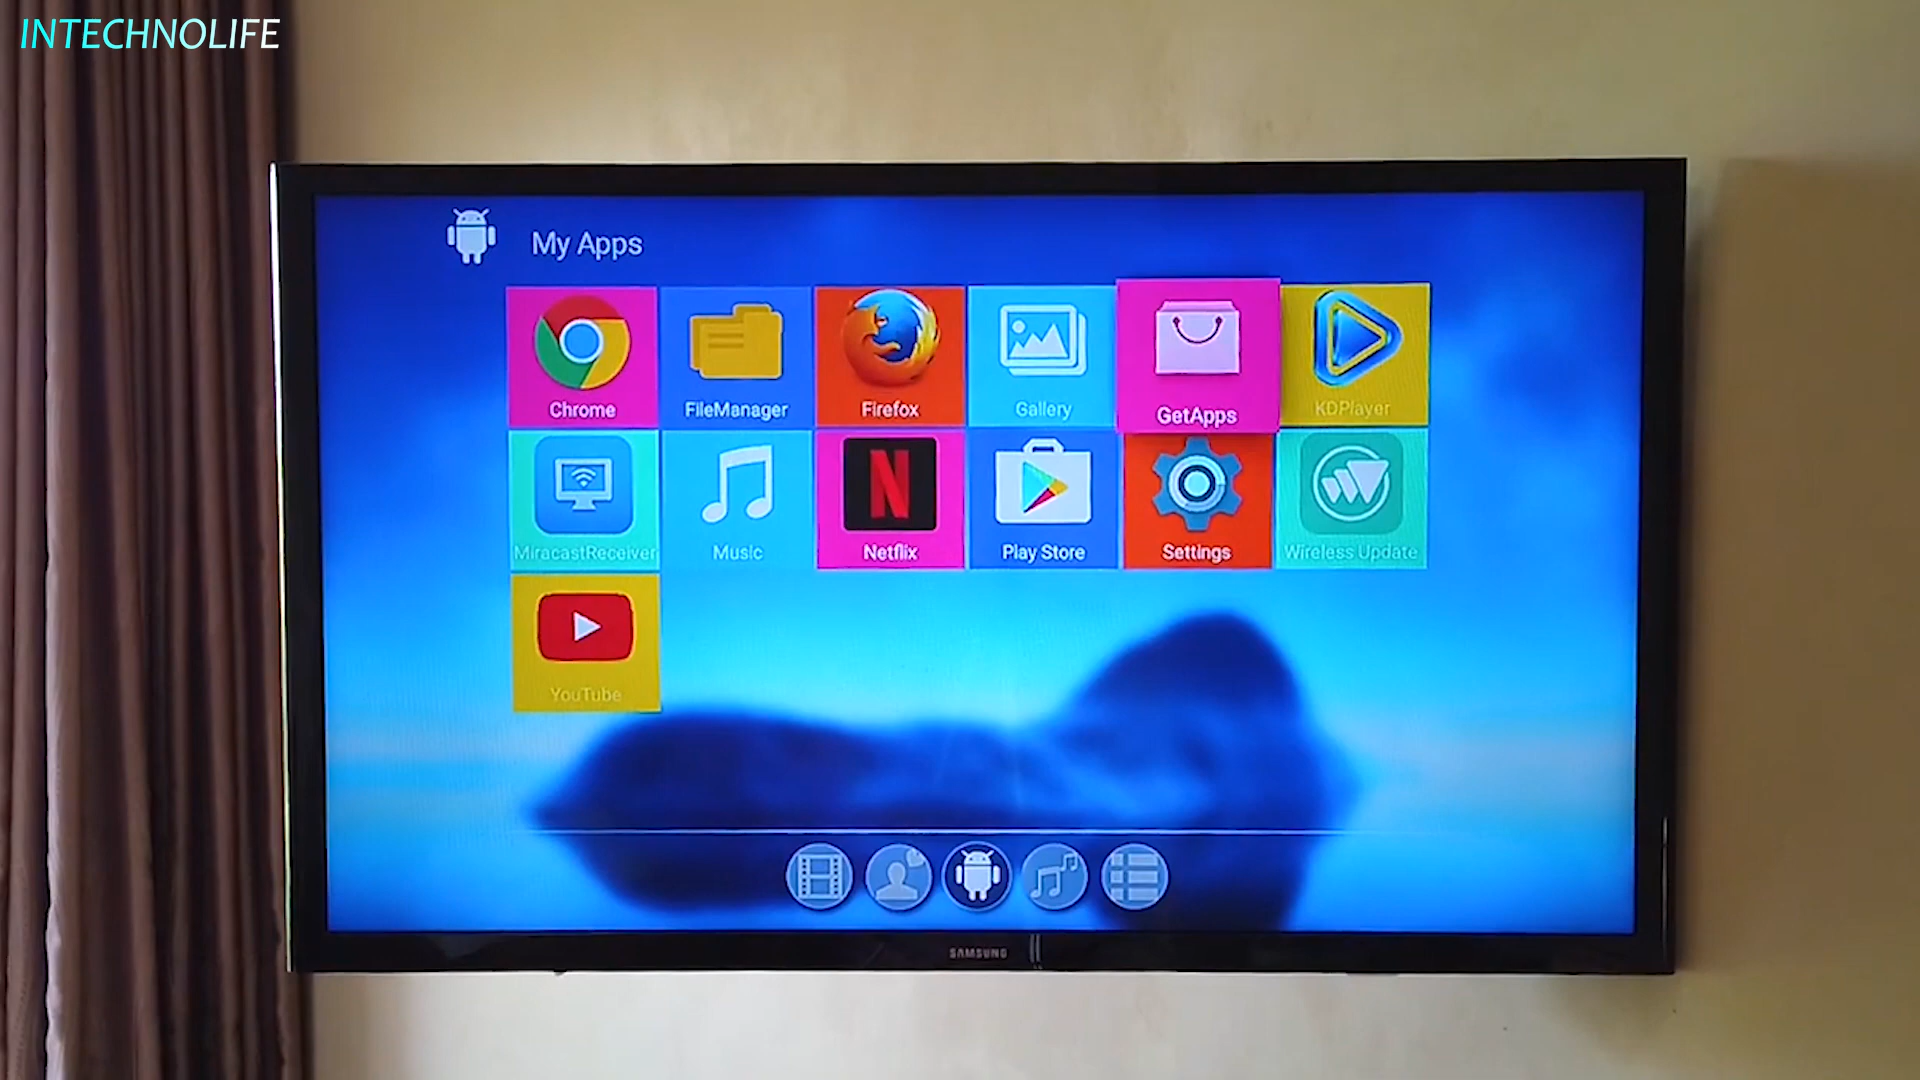 INTECHNOLIFE
My Apps
Chrome
FileManager
Firefox
Gallery
GetApps
KDPlayer
MiracastReceiver
Music
Netflix
Play Store
Settings
Wireless Update
YouTube
SAMSUNG